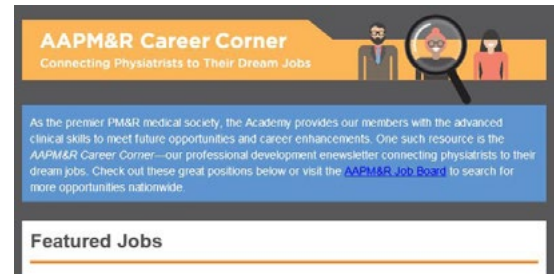 AAPM&R Career Corner
Connecting Physiatrists to Their Dream Jobs
As the premier PM&R medical society, the Academy provides our members with the advanced
clinical skills to meet future opportunities and career enhancements. One such resource is the
AAPM&R Career Corner—our professional development enewsletter connecting physiatrists to their
dream jobs. Check out these great positions below or visit the AAPM&R Job Board to search for
more opportunities nationwide.
Featured Jobs